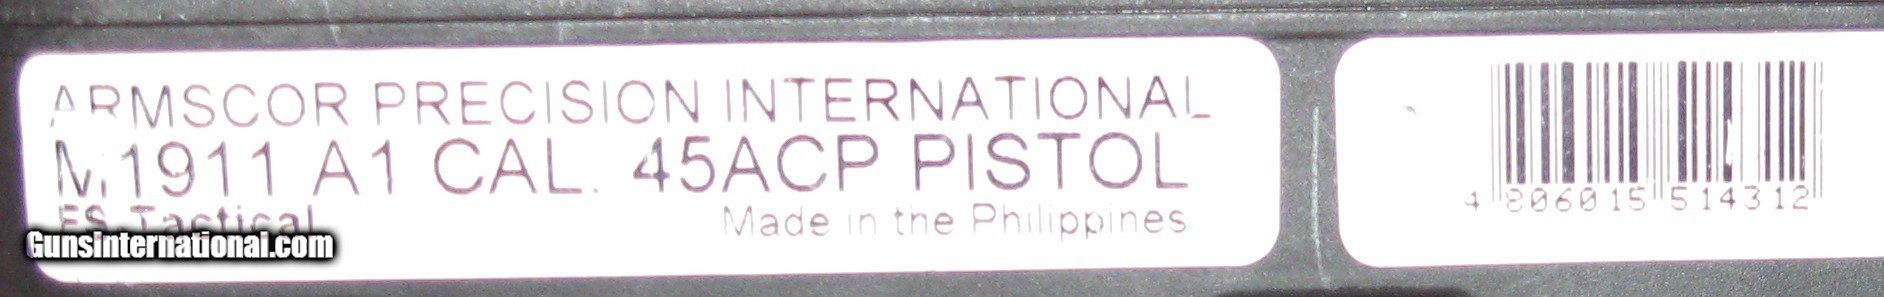 ARMSCOR PRECISION INTERNATIONAL
M1911 A1 CAL. 45ACP PISTOL
FS Tactical
Made in the Philippines
GunsInternational.com
4 806015 514312